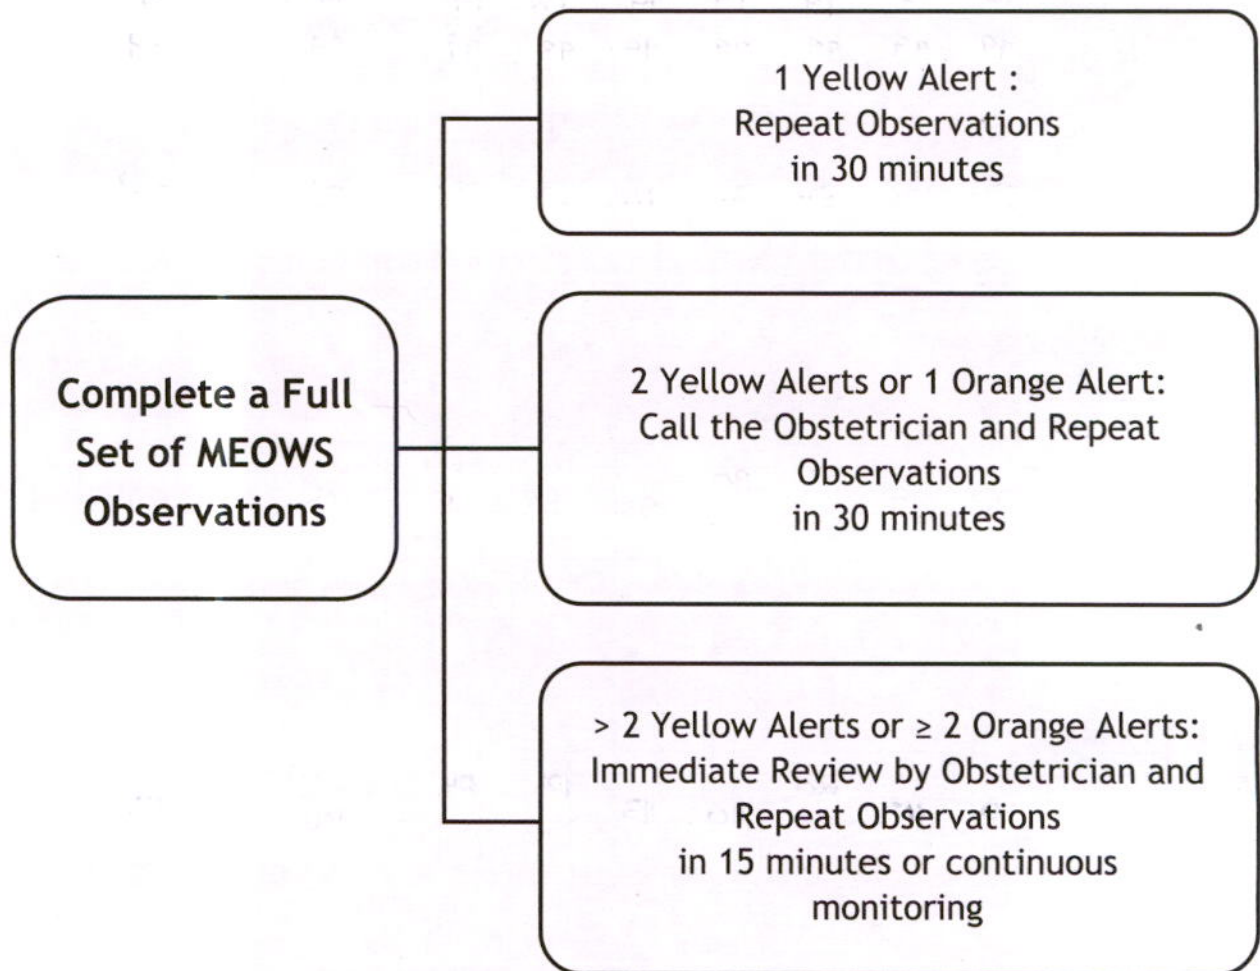 Complete a Full
Set of MEOWS
Observations
1 Yellow Alert :
Repeat Observations
in 30 minutes
2 Yellow Alerts or 1 Orange Alert:
Call the Obstetrician and Repeat
Observations
in 30 minutes
> 2 Yellow Alerts or ≥ 2 Orange Alerts:
Immediate Review by Obstetrician and
Repeat Observations
in 15 minutes or continuous
monitoring